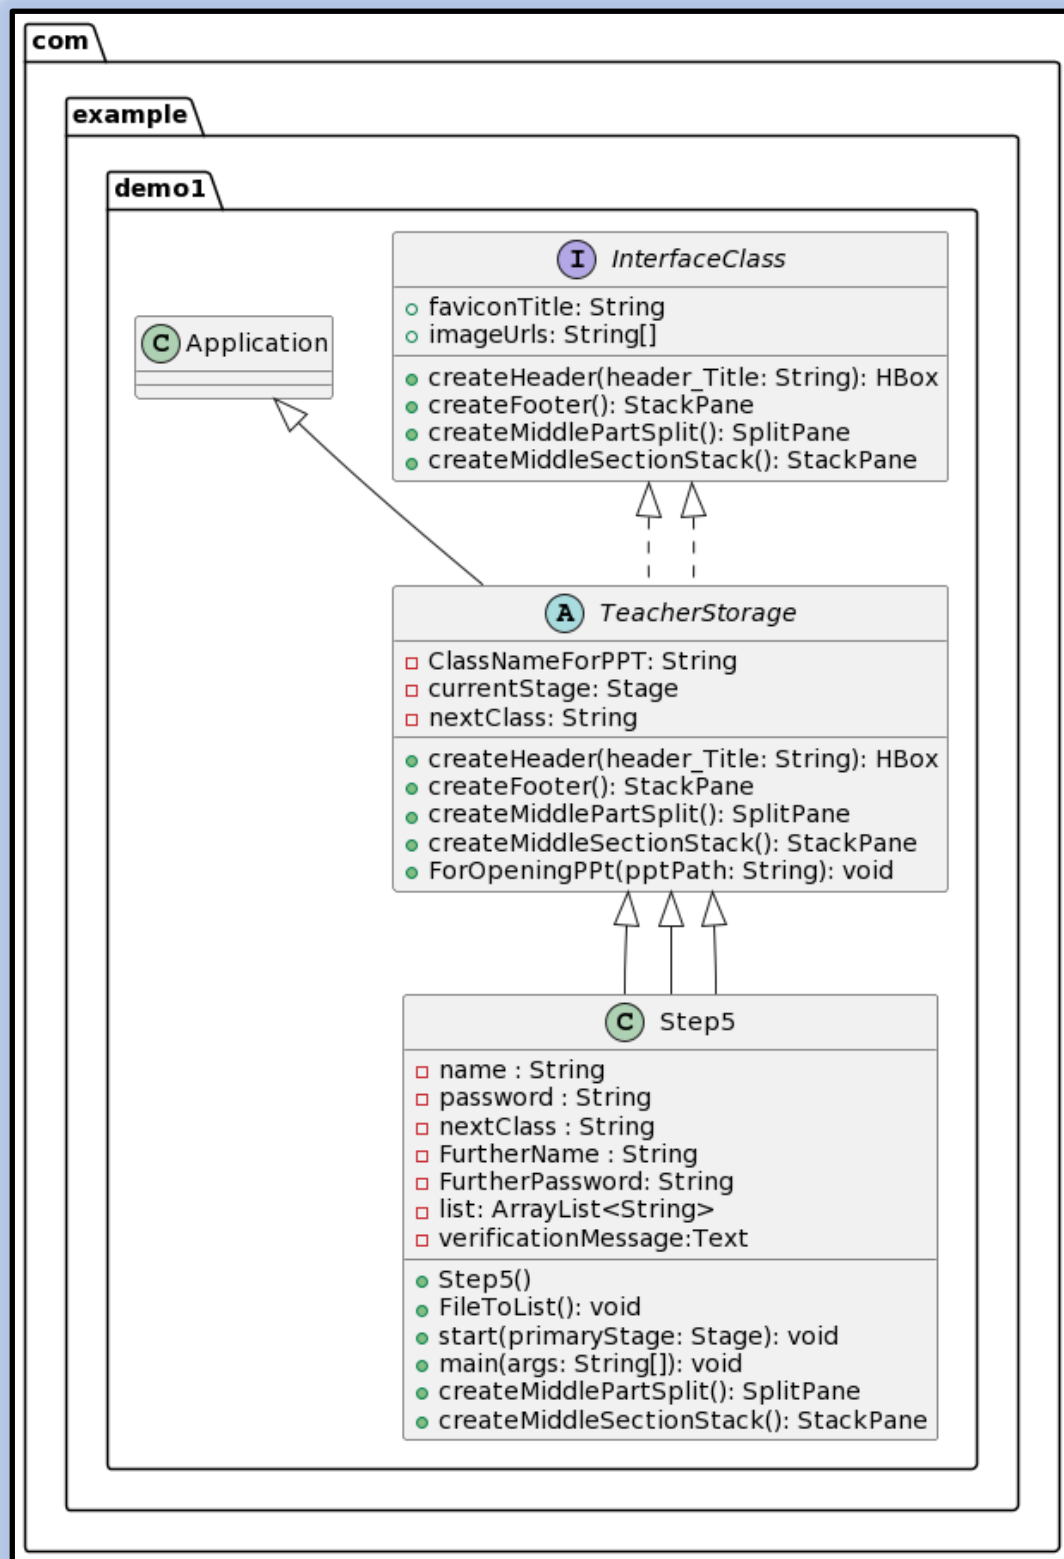 com
example
demo1
I InterfaceClass
faviconTitle: String
imageUrls: String[]
createHeader(header_Title: String): HBox
createFooter(): StackPane
createMiddlePartSplit(): SplitPane
createMiddleSectionStack(): StackPane
C Application
A TeacherStorage
ClassNameForPPT: String
currentStage: Stage
nextClass: String
createHeader(header_Title: String): HBox
createFooter(): StackPane
createMiddlePartSplit(): SplitPane
createMiddleSectionStack(): StackPane
ForOpeningPPt(pptPath: String): void
C Step5
name : String
password : String
nextClass : String
FurtherName : String
FurtherPassword: String
list: ArrayList<String>
verificationMessage:Text
Step5()
FileToList(): void
start(primaryStage: Stage): void
main(args: String[]): void
createMiddlePartSplit(): SplitPane
createMiddleSectionStack(): StackPane